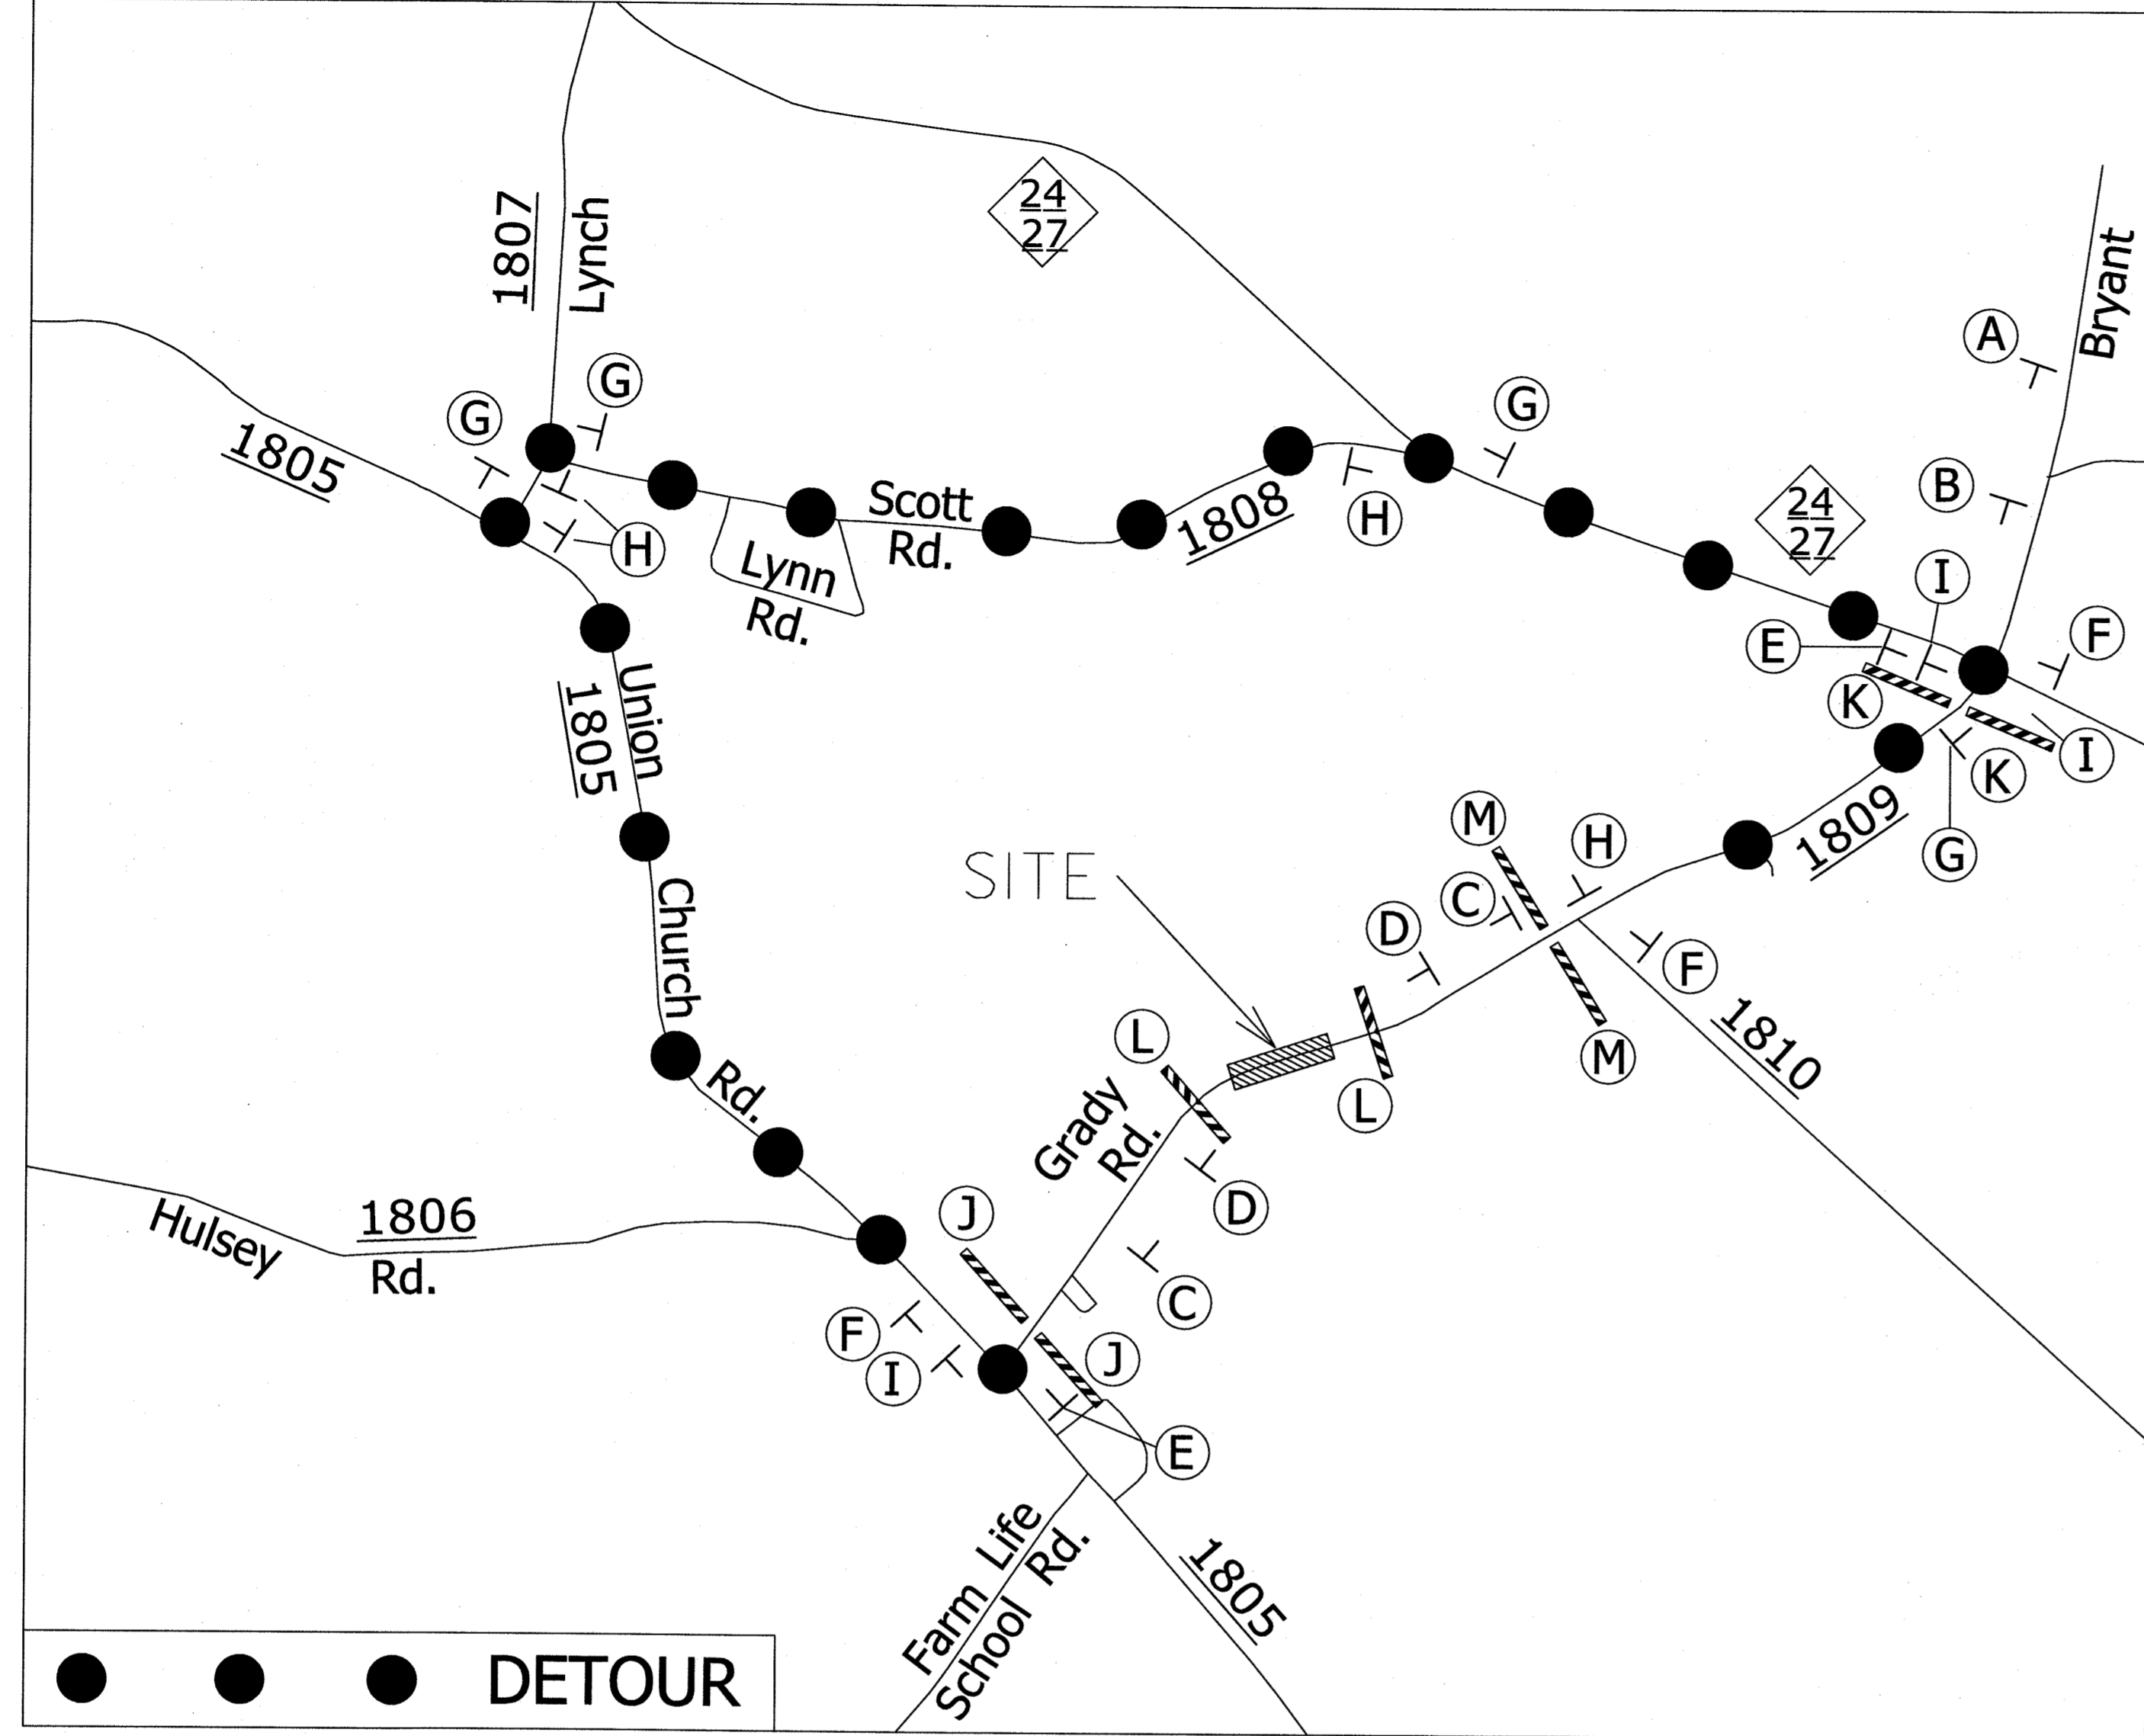 24
27
1807
Lynch
Bryant
A
G
G
G
1805
B
24
27
H
Scott
Rd.
1808
H
Lynn
Rd.
I
F
E
K
Union
1805
I
K
M
H
1809
G
C
D
F
SITE
Church
1810
L
M
L
Rd.
Grady
Rd.
D
J
1806
Hulsey
Rd.
C
F
J
I
E
Farm Life
School Rd.
1805
DETOUR